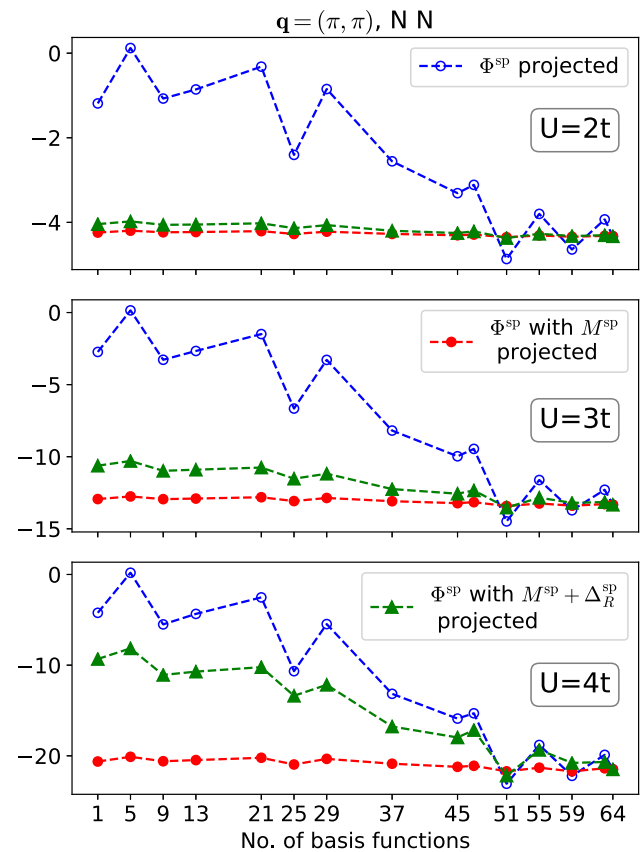 q = (π, π), N N
0
−2
−4
Φ^sp projected
U=2t
0
−5
−10
−15
Φ^sp with M^sp
projected
U=3t
0
−10
−20
Φ^sp with M^sp + Δ_R^sp
projected
U=4t
1 5 9 13 21 25 29 37 45 51 55 59 64
No. of basis functions